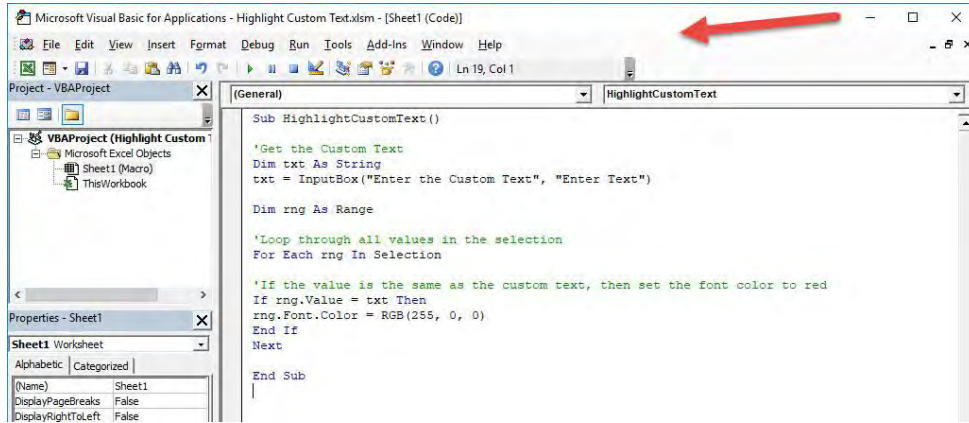 Microsoft Visual Basic for Applications - Highlight Custom Text.xlsm - [Sheet1 (Code)]
File Edit View Insert Format Debug Run Tools Add-Ins Window Help
Ln 19, Col 1
Project - VBAProject
(General)
HighlightCustomText
VBAProject (Highlight Custom
Microsoft Excel Objects
Sheet1 (Macro)
ThisWorkbook
Sub HighlightCustomText()
'Get the Custom Text
Dim txt As String
txt = InputBox("Enter the Custom Text", "Enter Text")
Dim rng As Range
'Loop through all values in the selection
For Each rng In Selection
'If the value is the same as the custom text, then set the font color to red
If rng.Value = txt Then
rng.Font.Color = RGB(255, 0, 0)
End If
Next
End Sub
Properties - Sheet1
Sheet1 Worksheet
Alphabetic Categorized
(Name) Sheet1
DisplayPageBreaks False
DisplayRightToLeft False